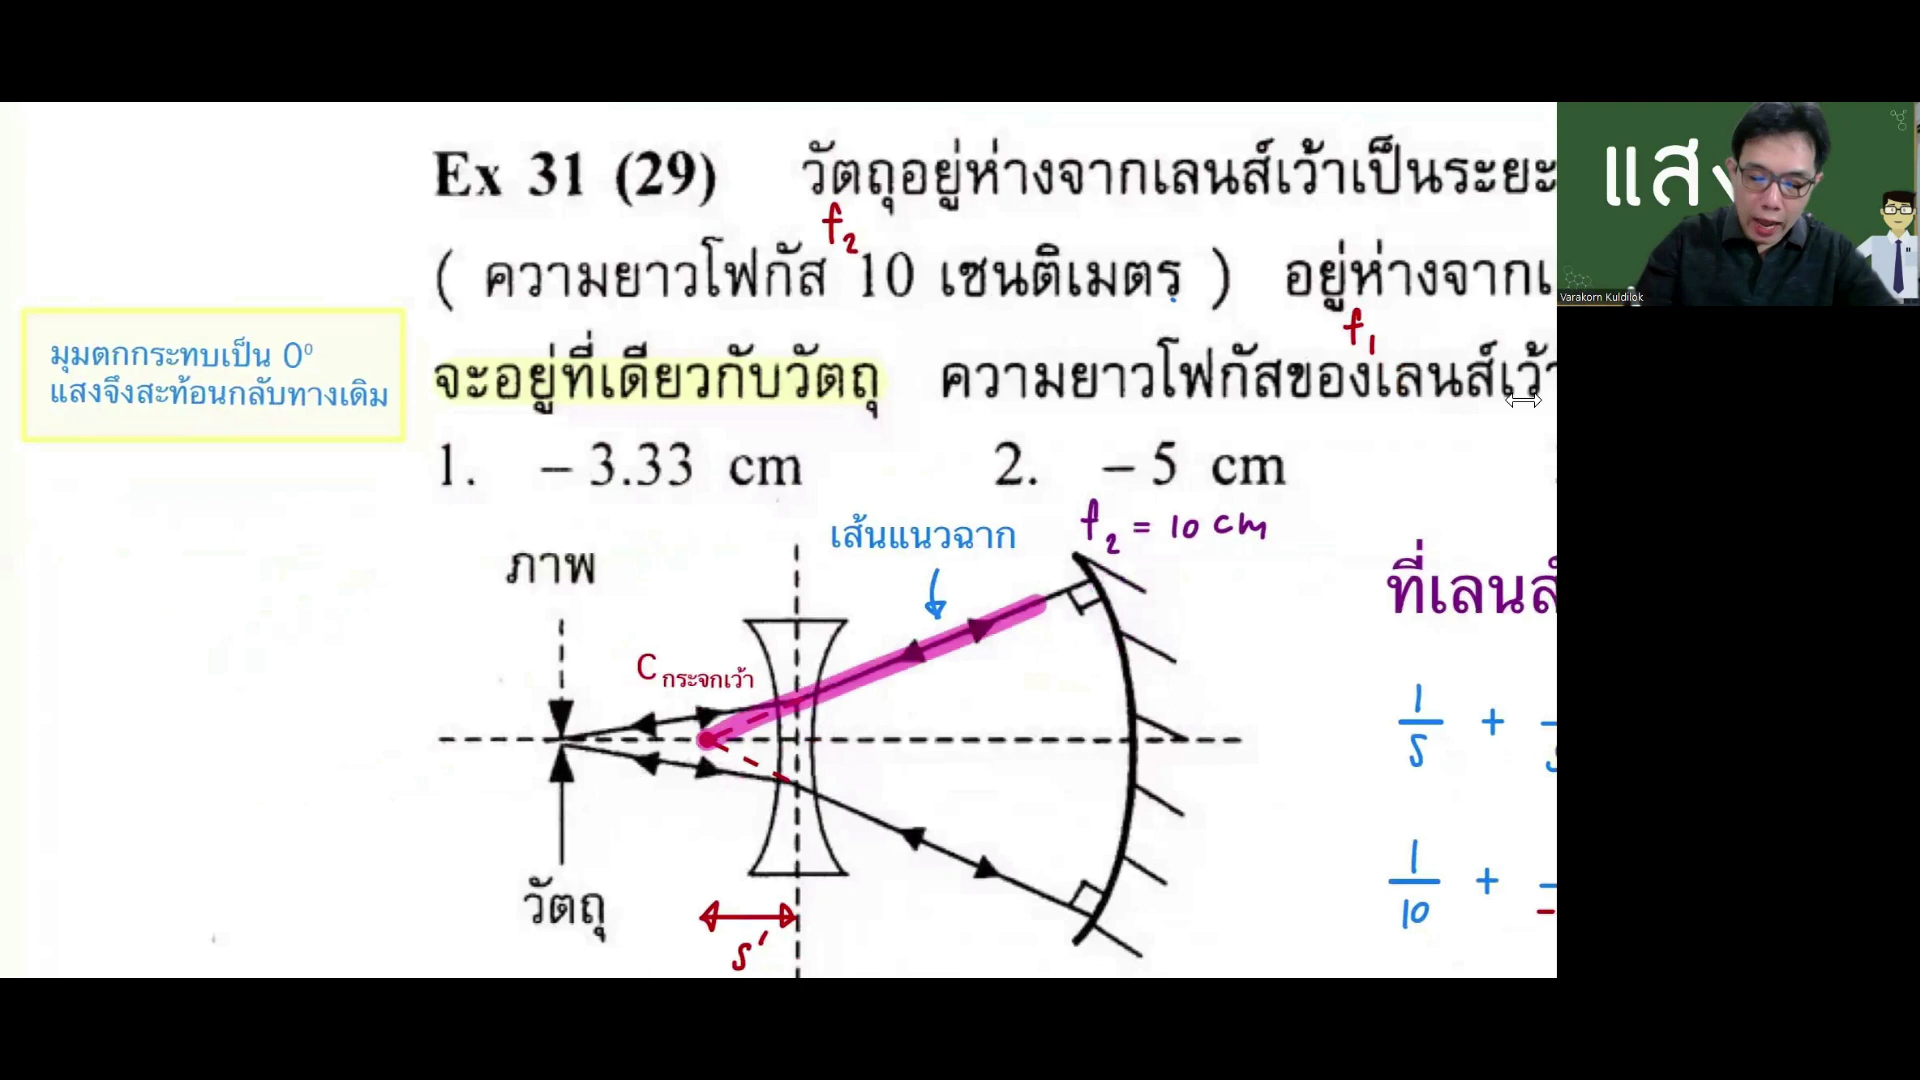 Ex 31 (29) วัตถุอยู่ห่างจากเลนส์เว้าเป็นระยะ
f₂
( ความยาวโฟกัส 10 เซนติเมตร ) อยู่ห่างจากเ
f₁
จะอยู่ที่เดียวกับวัตถุ ความยาวโฟกัสของเลนส์เว้า
มุมตกกระทบเป็น 0⁰
แสงจึงสะท้อนกลับทางเดิม
1. – 3.33 cm 2. – 5 cm
f₂ = 10 cm
เส้นแนวฉาก
ภาพ
ที่เลนส์
C กระจกเว้า
1/s +
1/10 + –
วัตถุ
s′
แสง
Varakorn Kuldilok